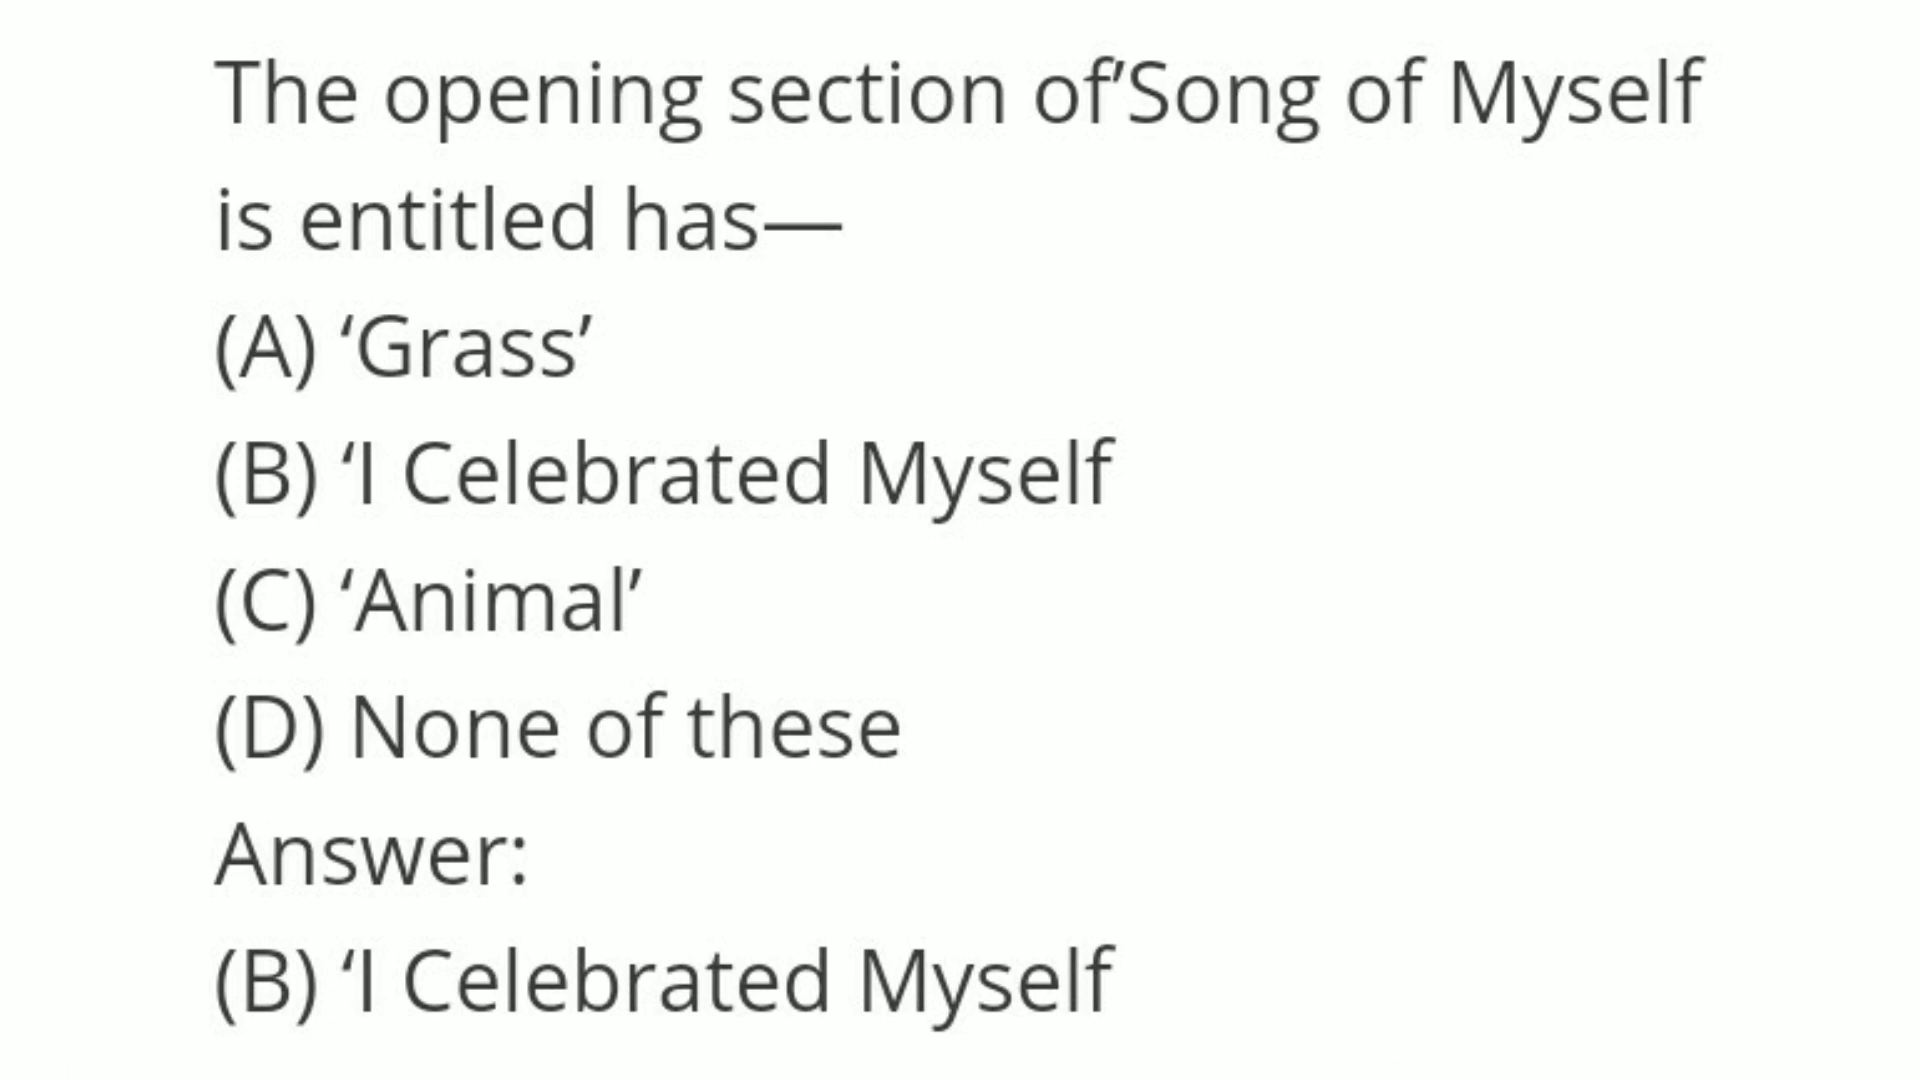 The opening section of’Song of Myself
is entitled has—
(A) ‘Grass’
(B) ‘I Celebrated Myself
(C) ‘Animal’
(D) None of these
Answer:
(B) ‘I Celebrated Myself